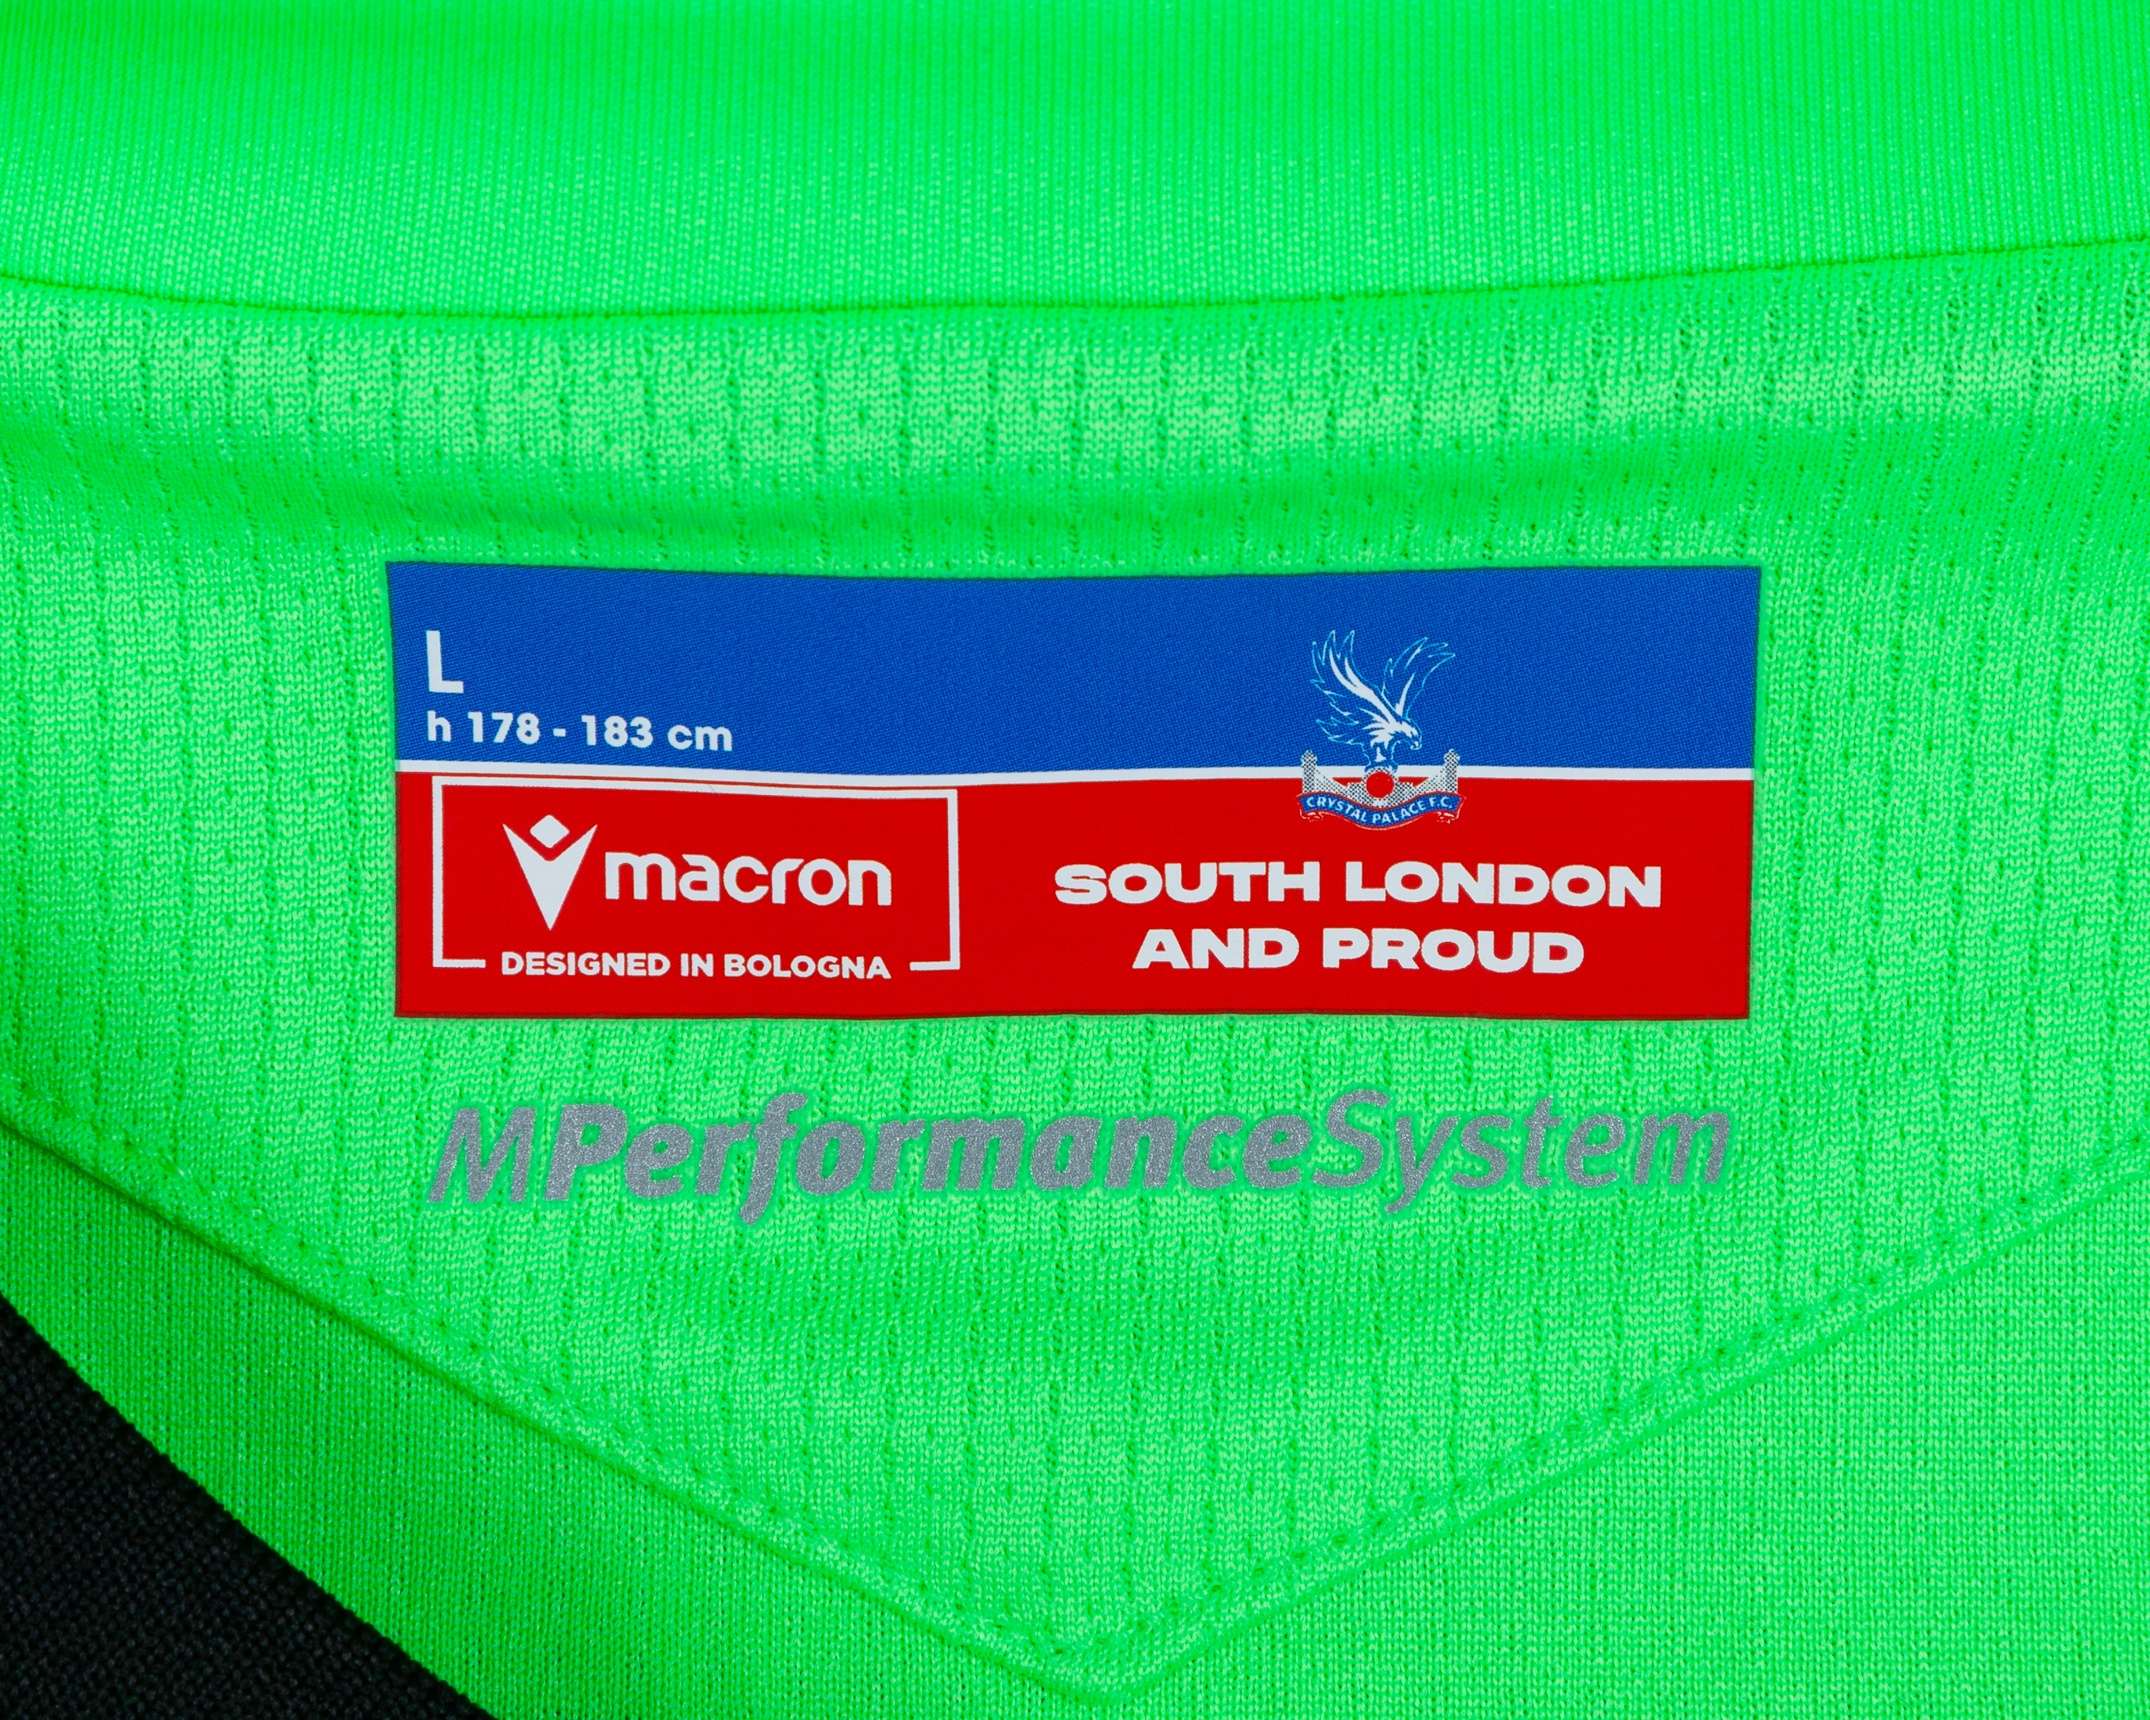 L
h 178 - 183 cm
CRYSTAL PALACE F.C.
macron
DESIGNED IN BOLOGNA
SOUTH LONDON
AND PROUD
MPerformanceSystem